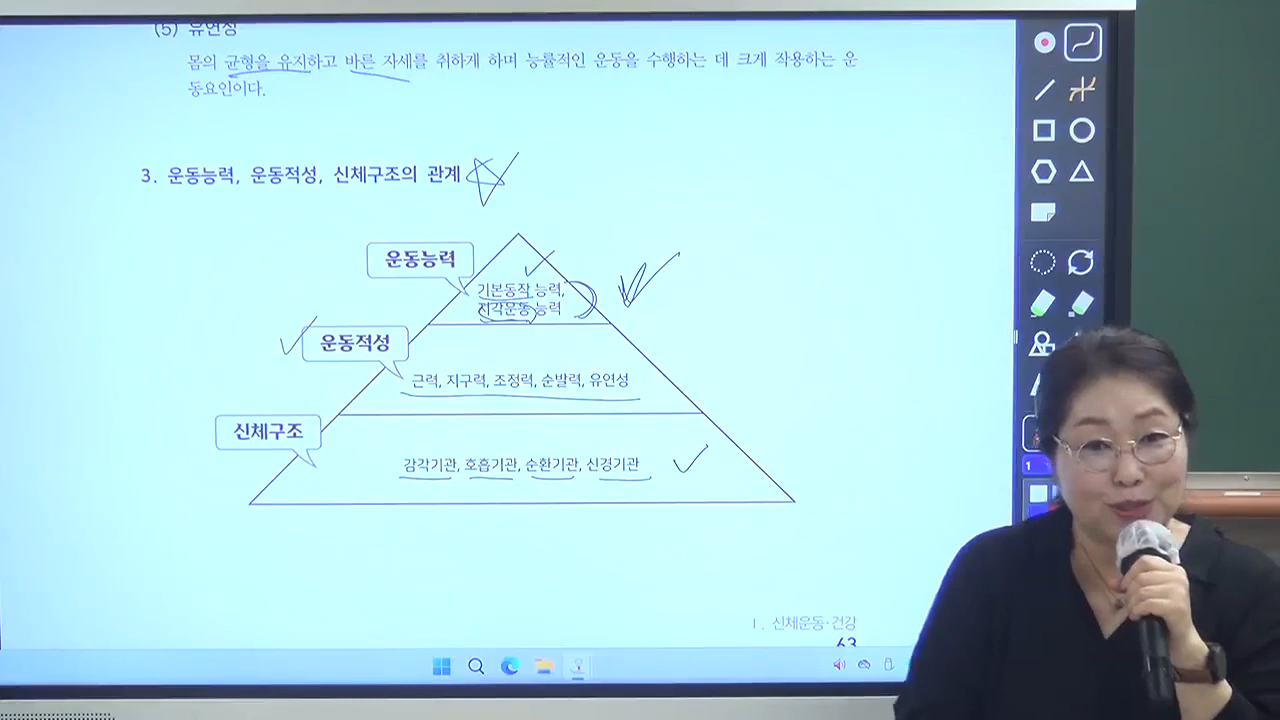 (5) 유연성
몸의 균형을 유지하고 바른 자세를 취하게 하며 능률적인 운동을 수행하는 데 크게 작용하는 운
동요인이다.
3. 운동능력, 운동적성, 신체구조의 관계
운동능력
기본동작 능력,
지각운동 능력
운동적성
근력, 지구력, 조정력, 순발력, 유연성
신체구조
감각기관, 호흡기관, 순환기관, 신경기관
Ⅰ. 신체운동·건강
63
1